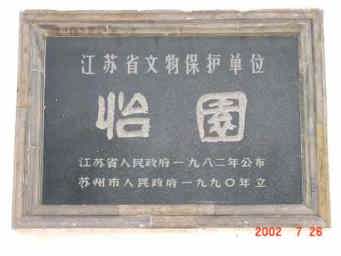 江苏省文物保护单位
怡園
江苏省人民政府一九八二年公布
苏州市人民政府一九九〇年立
2002 7 26